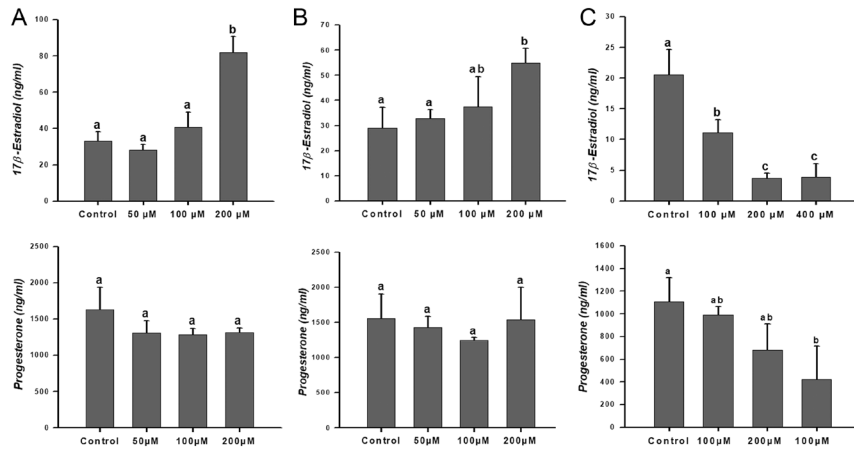 A
17β-Estradiol (ng/ml)
100
80
60
40
20
0
a
a
a
b
Control 50 µM 100 µM 200 µM
B
17β-Estradiol (ng/ml)
70
60
50
40
30
20
10
0
a
a
ab
b
Control 50 µM 100 µM 200 µM
C
17β-Estradiol (ng/ml)
25
20
15
10
5
0
a
b
c
c
Control 100 µM 200 µM 400 µM
Progesterone (ng/ml)
2500
2000
1500
1000
500
0
a
a
a
a
Control 50µM 100µM 200µM
Progesterone (ng/ml)
2500
2000
1500
1000
500
0
a
a
a
a
Control 50µM 100µM 200µM
Progesterone (ng/ml)
1600
1400
1200
1000
800
600
400
200
0
a
ab
ab
b
Control 100µM 200µM 100µM